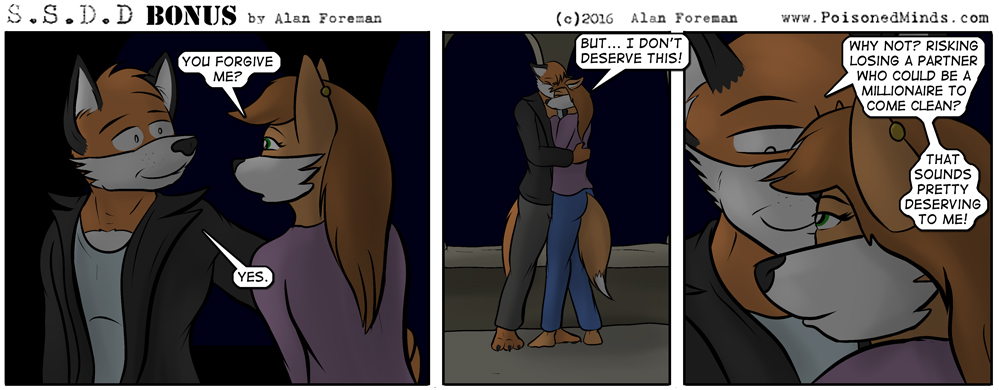 S.S.D.D BONUS by Alan Foreman (c)2016 Alan Foreman www.PoisonedMinds.com
YOU FORGIVE
ME?
YES.
BUT... I DON'T
DESERVE THIS!
WHY NOT? RISKING
LOSING A PARTNER
WHO COULD BE A
MILLIONAIRE TO
COME CLEAN?
THAT
SOUNDS
PRETTY
DESERVING
TO ME!